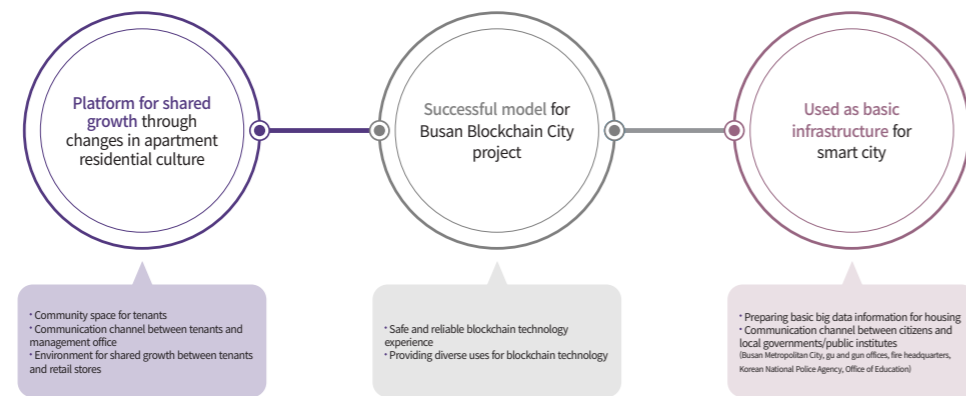 Platform for shared
growth through
changes in apartment
residential culture
Successful model for
Busan Blockchain City
project
Used as basic
infrastructure for
smart city
· Community space for tenants
· Communication channel between tenants and
management office
· Environment for shared growth between tenants
and retail stores
· Safe and reliable blockchain technology
experience
· Providing diverse uses for blockchain technology
· Preparing basic big data information for housing
· Communication channel between citizens and
local governments/public institutes
(Busan Metropolitan City, gu and gun offices, fire headquarters,
Korean National Police Agency, Office of Education)